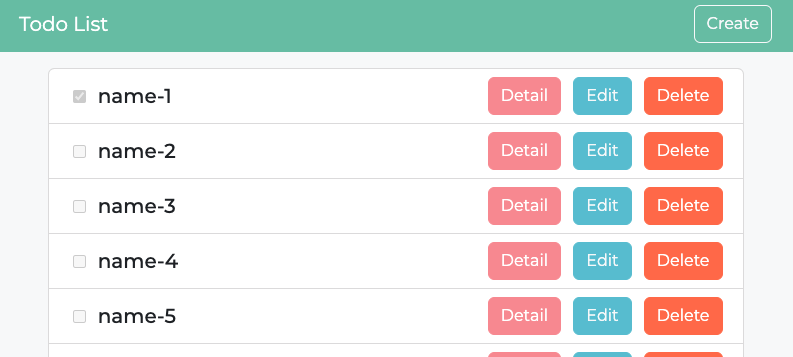 Todo List Create
name-1 Detail Edit Delete
name-2 Detail Edit Delete
name-3 Detail Edit Delete
name-4 Detail Edit Delete
name-5 Detail Edit Delete